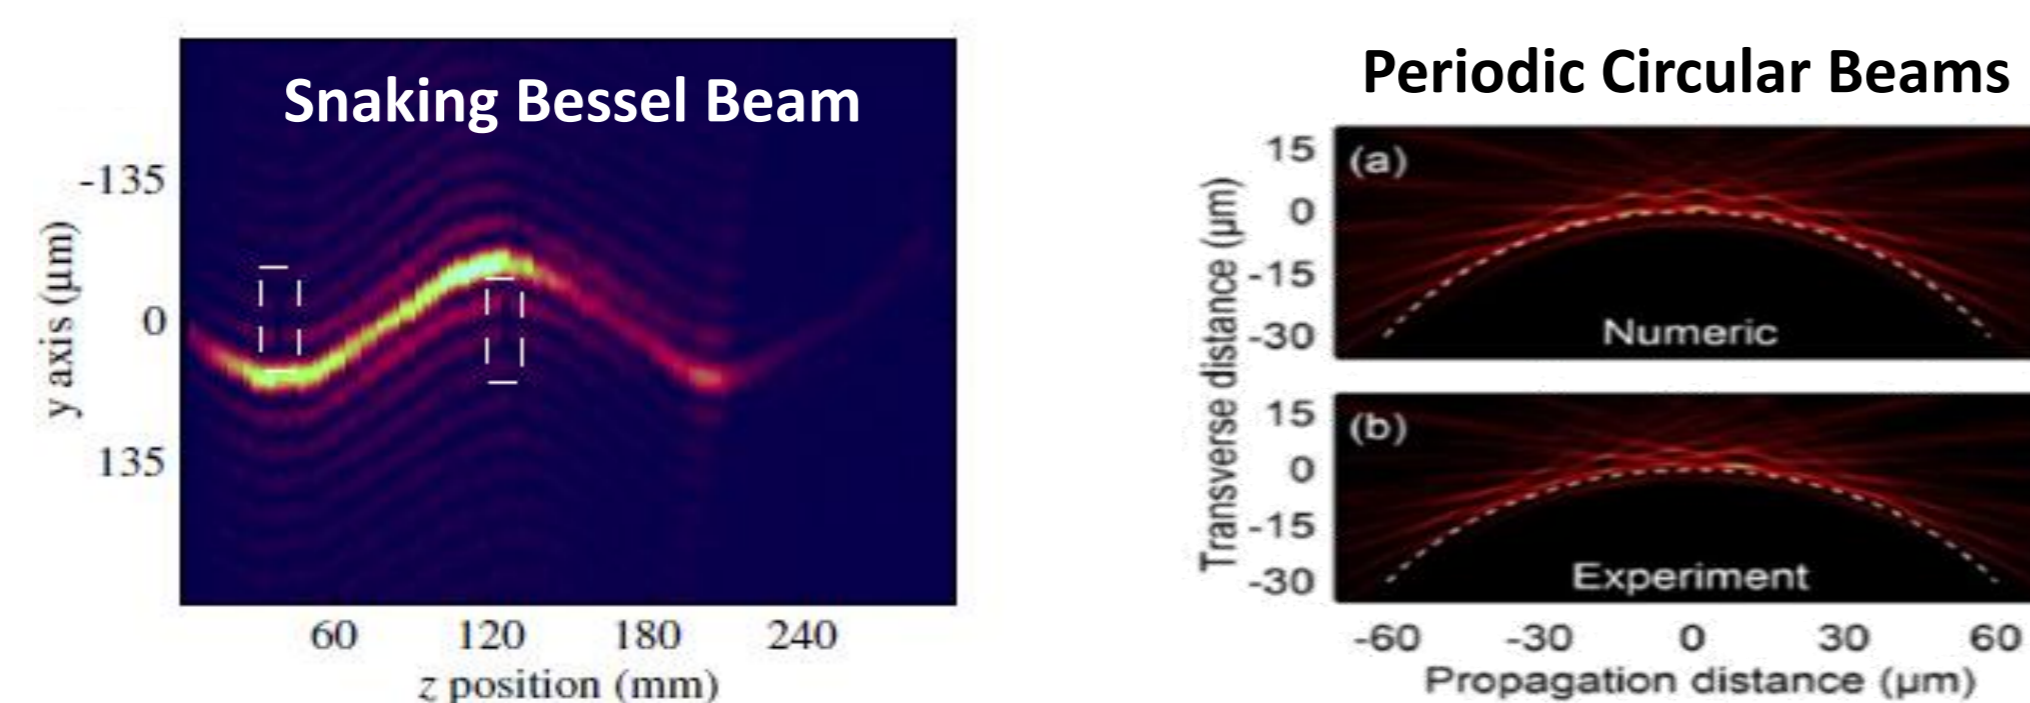 Snaking Bessel Beam
-135
0
135
y axis (µm)
60 120 180 240
z position (mm)
Periodic Circular Beams
(a)
15
0
-15
-30
Numeric
(b)
15
0
-15
-30
Experiment
Transverse distance (µm)
-60 -30 0 30 60
Propagation distance (µm)